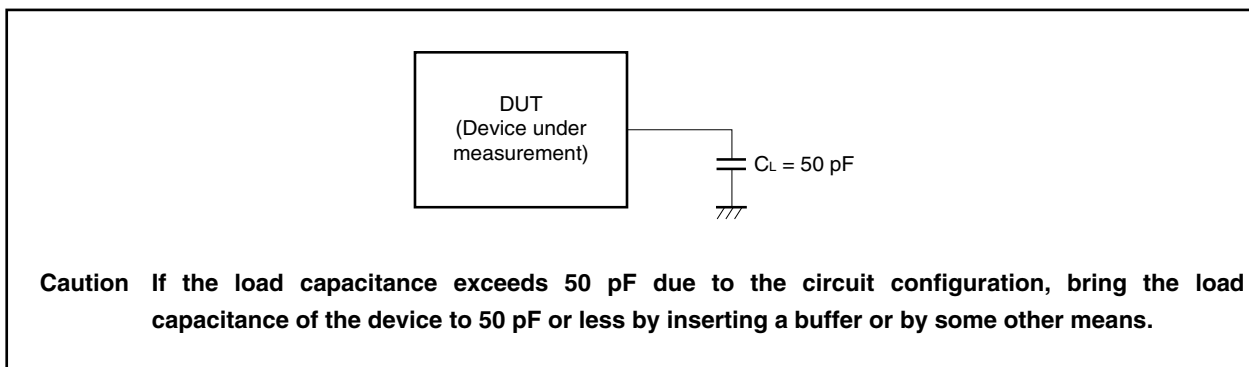 DUT
(Device under
measurement)
CL = 50 pF
Caution If the load capacitance exceeds 50 pF due to the circuit configuration, bring the load
capacitance of the device to 50 pF or less by inserting a buffer or by some other means.